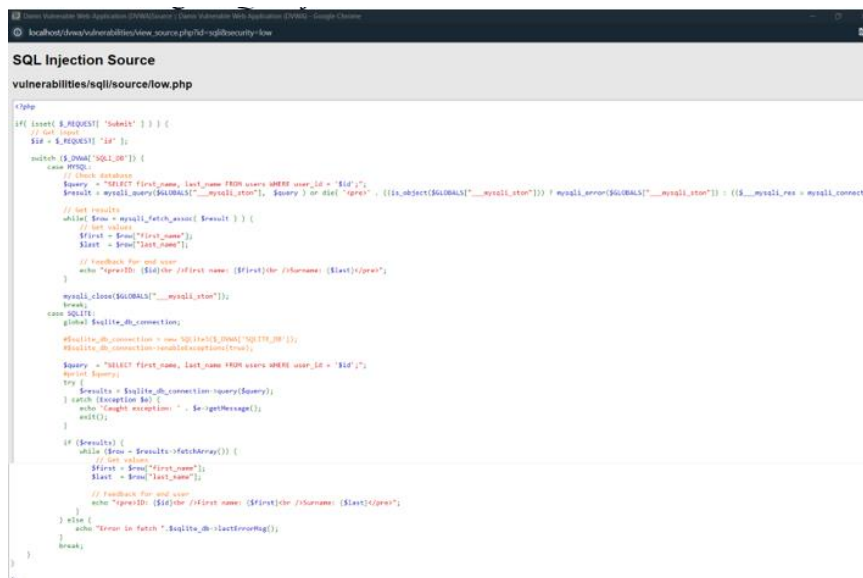 Damn Vulnerable Web Application (DVWA)Source :: Damn Vulnerable Web Application (DVWA) - Google Chrome
localhost/dvwa/vulnerabilities/view_source.php?id=sqli&security=low
SQL Injection Source
vulnerabilities/sqli/source/low.php
<?php
if( isset( $_REQUEST[ 'Submit' ] ) ) {
// Get input
$id = $_REQUEST[ 'id' ];
switch ($_DVWA['SQLI_DB']) {
case MYSQL:
// Check database
$query = "SELECT first_name, last_name FROM users WHERE user_id = '$id';";
$result = mysqli_query($GLOBALS["___mysqli_ston"], $query ) or die( '<pre>' . ((is_object($GLOBALS["___mysqli_ston"])) ? mysqli_error($GLOBALS["___mysqli_ston"]) : (($___mysqli_res = mysqli_connect
// Get results
while( $row = mysqli_fetch_assoc( $result ) ) {
// Get values
$first = $row["first_name"];
$last = $row["last_name"];
// Feedback for end user
echo "<pre>ID: {$id}<br />First name: {$first}<br />Surname: {$last}</pre>";
}
mysqli_close($GLOBALS["___mysqli_ston"]);
break;
case SQLITE:
global $sqlite_db_connection;
#$sqlite_db_connection = new SQLite3($_DVWA['SQLITE_DB']);
#$sqlite_db_connection->enableExceptions(true);
$query = "SELECT first_name, last_name FROM users WHERE user_id = '$id';";
#print $query;
try {
$results = $sqlite_db_connection->query($query);
} catch (Exception $e) {
echo 'Caught exception: ' . $e->getMessage();
exit();
}
if ($results) {
while ($row = $results->fetchArray()) {
// Get values
$first = $row["first_name"];
$last = $row["last_name"];
// Feedback for end user
echo "<pre>ID: {$id}<br />First name: {$first}<br />Surname: {$last}</pre>";
}
} else {
echo "Error in fetch ".$sqlite_db->lastErrorMsg();
}
break;
}
}